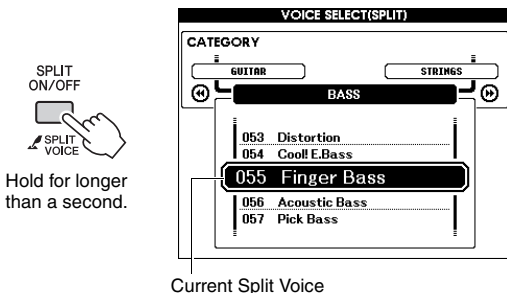 VOICE SELECT(SPLIT)
CATEGORY
GUITAR
STRINGS
BASS
053 Distortion
054 Cool! E.Bass
055 Finger Bass
056 Acoustic Bass
057 Pick Bass
SPLIT
ON/OFF
SPLIT
VOICE
Hold for longer
than a second.
Current Split Voice